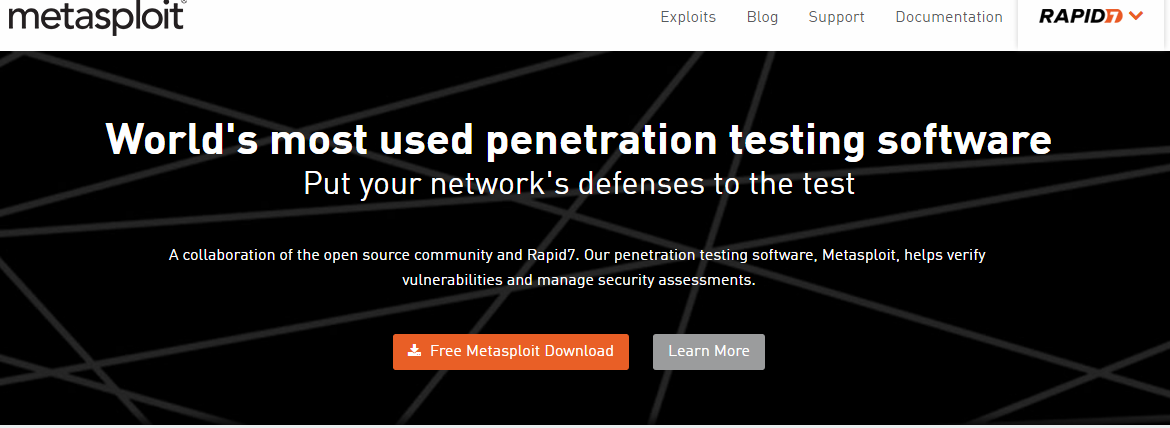 metasploit®
Exploits Blog Support Documentation RAPID7
World's most used penetration testing software
Put your network's defenses to the test
A collaboration of the open source community and Rapid7. Our penetration testing software, Metasploit, helps verify
vulnerabilities and manage security assessments.
Free Metasploit Download Learn More